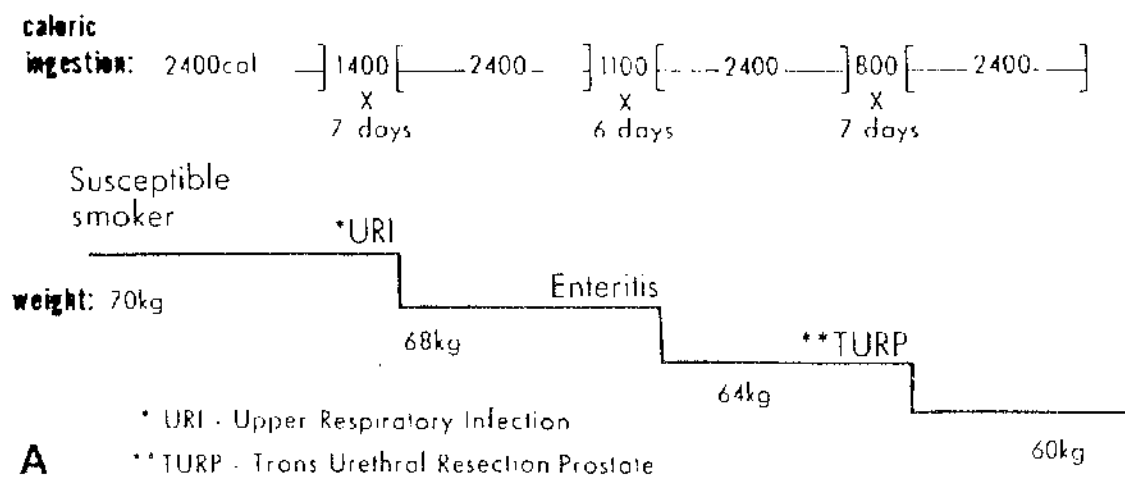 caloric
ingestion: 2400cal ]1400[ 2400 ]1100[ 2400 ]800[ 2400 ]
X X X
7 days 6 days 7 days
Susceptible
smoker
*URI
weight: 70kg
Enteritis
68kg
**TURP
64kg
* URI - Upper Respiratory Infection
60kg
A **TURP - Trans Urethral Resection Prostate